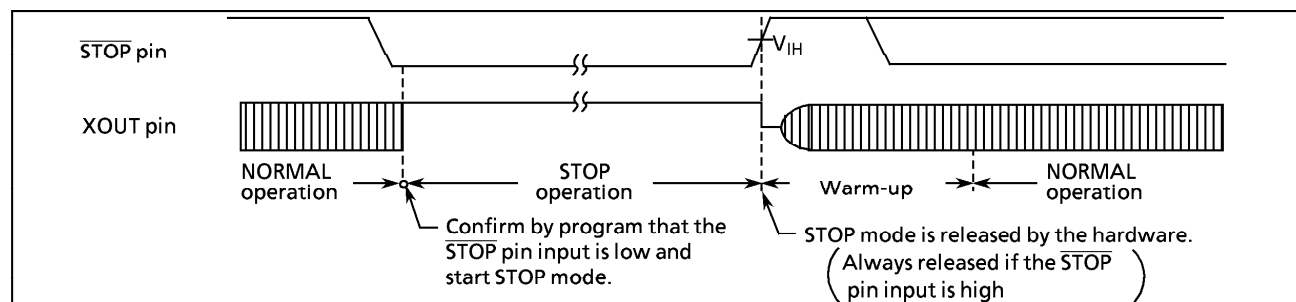 STOP pin
VIH
XOUT pin
NORMAL
operation
STOP
operation
Warm-up
NORMAL
operation
Confirm by program that the
STOP pin input is low and
start STOP mode.
STOP mode is released by the hardware.
(Always released if the STOP
pin input is high)